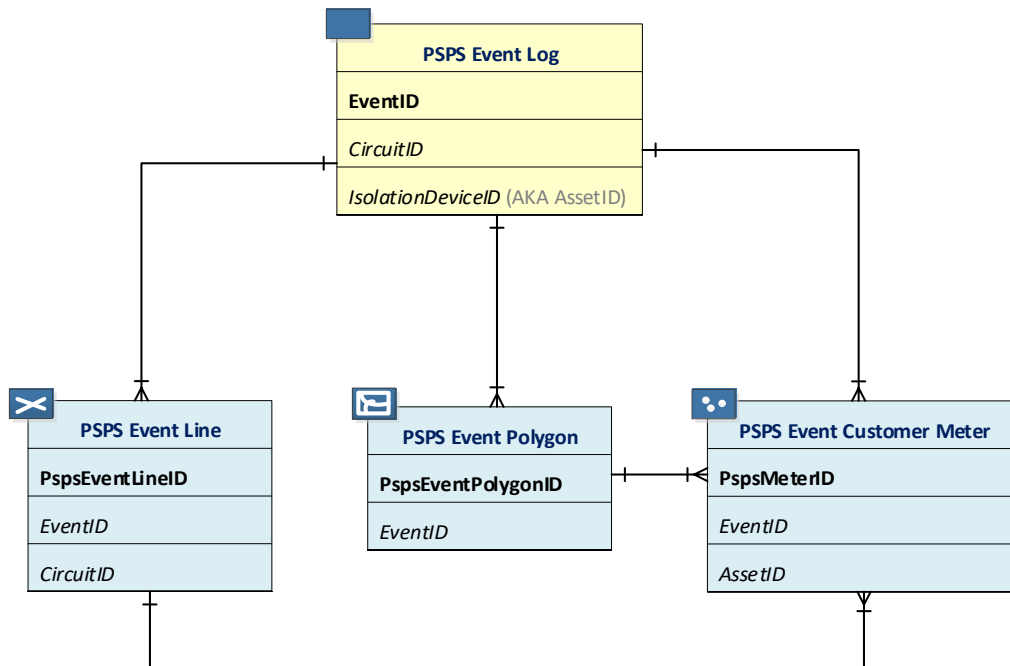 PSPS Event Log
EventID
CircuitID
IsolationDeviceID (AKA AssetID)
PSPS Event Line
PspsEventLineID
EventID
CircuitID
PSPS Event Polygon
PspsEventPolygonID
EventID
PSPS Event Customer Meter
PspsMeterID
EventID
AssetID